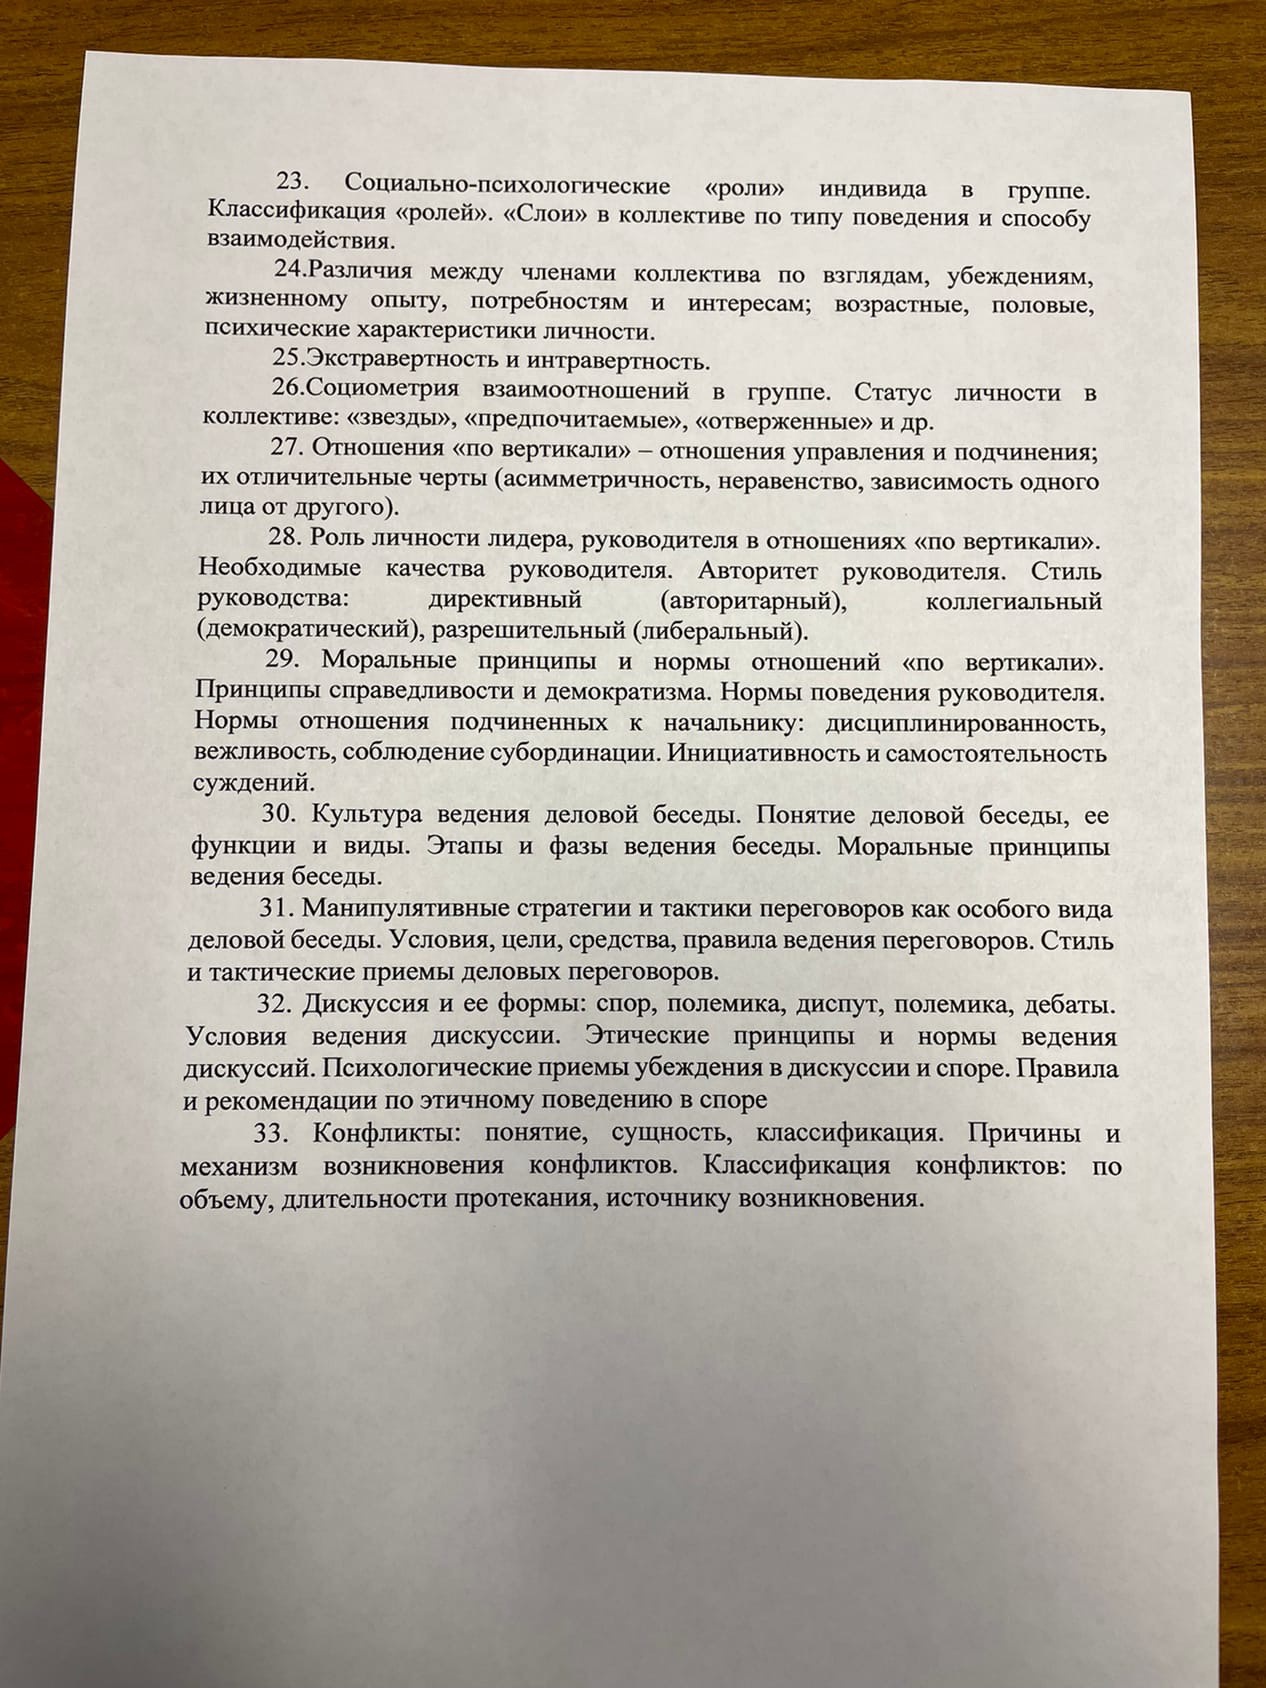 23. Социально-психологические «роли» индивида в группе.
Классификация «ролей». «Слои» в коллективе по типу поведения и способу
взаимодействия.
24.Различия между членами коллектива по взглядам, убеждениям,
жизненному опыту, потребностям и интересам; возрастные, половые,
психические характеристики личности.
25.Экстравертность и интравертность.
26.Социометрия взаимоотношений в группе. Статус личности в
коллективе: «звезды», «предпочитаемые», «отверженные» и др.
27. Отношения «по вертикали» – отношения управления и подчинения;
их отличительные черты (асимметричность, неравенство, зависимость одного
лица от другого).
28. Роль личности лидера, руководителя в отношениях «по вертикали».
Необходимые качества руководителя. Авторитет руководителя. Стиль
руководства: директивный (авторитарный), коллегиальный
(демократический), разрешительный (либеральный).
29. Моральные принципы и нормы отношений «по вертикали».
Принципы справедливости и демократизма. Нормы поведения руководителя.
Нормы отношения подчиненных к начальнику: дисциплинированность,
вежливость, соблюдение субординации. Инициативность и самостоятельность
суждений.
30. Культура ведения деловой беседы. Понятие деловой беседы, ее
функции и виды. Этапы и фазы ведения беседы. Моральные принципы
ведения беседы.
31. Манипулятивные стратегии и тактики переговоров как особого вида
деловой беседы. Условия, цели, средства, правила ведения переговоров. Стиль
и тактические приемы деловых переговоров.
32. Дискуссия и ее формы: спор, полемика, диспут, полемика, дебаты.
Условия ведения дискуссии. Этические принципы и нормы ведения
дискуссий. Психологические приемы убеждения в дискуссии и споре. Правила
и рекомендации по этичному поведению в споре
33. Конфликты: понятие, сущность, классификация. Причины и
механизм возникновения конфликтов. Классификация конфликтов: по
объему, длительности протекания, источнику возникновения.